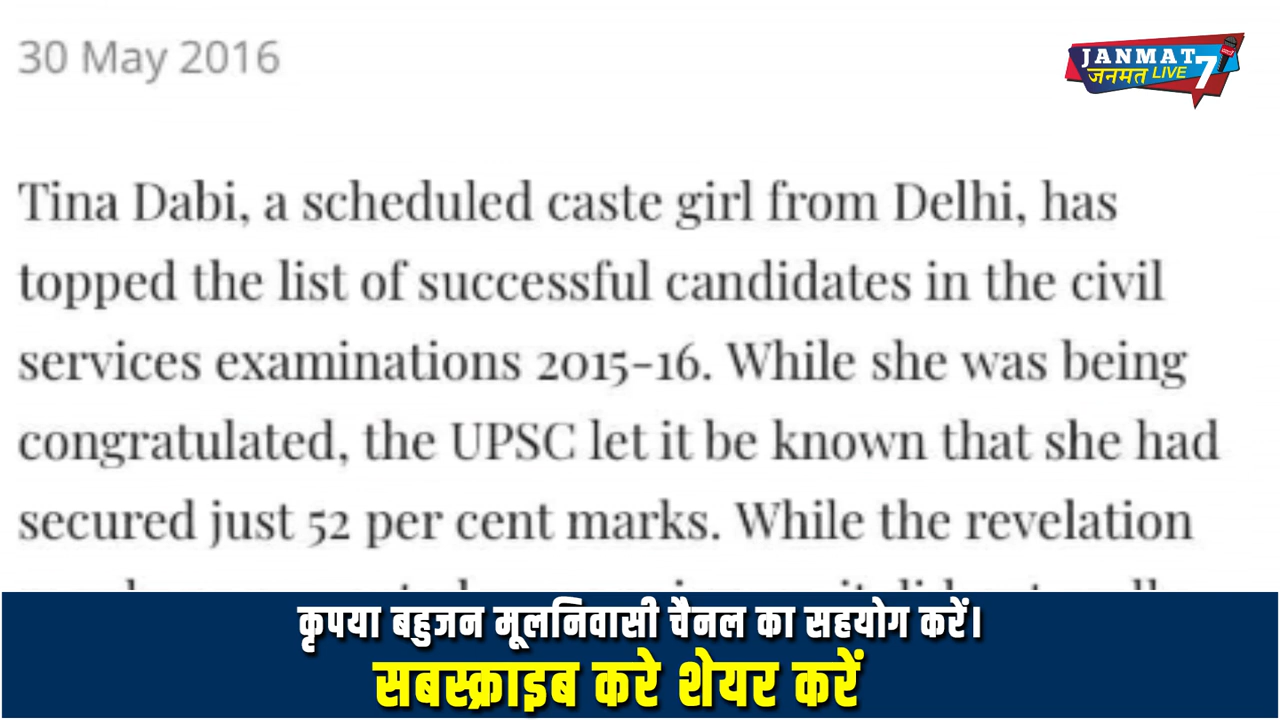 30 May 2016
JANMAT
जनमत LIVE 7
Tina Dabi, a scheduled caste girl from Delhi, has
topped the list of successful candidates in the civil
services examinations 2015-16. While she was being
congratulated, the UPSC let it be known that she had
secured just 52 per cent marks. While the revelation
कृपया बहुजन मूलनिवासी चैनल का सहयोग करें।
सबस्क्राइब करे शेयर करें